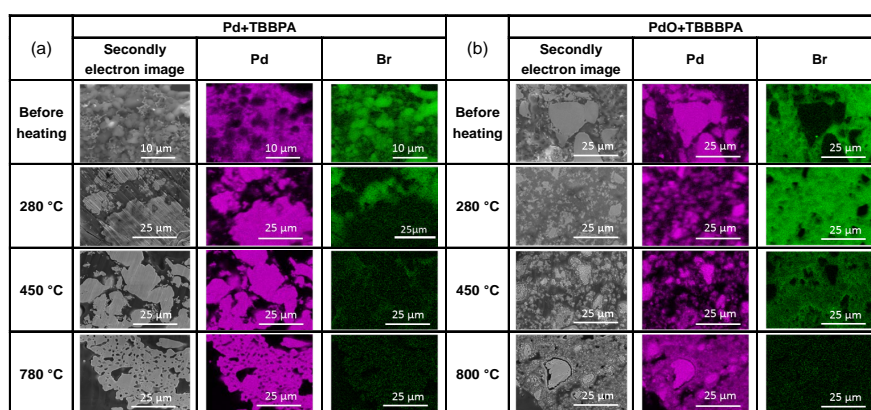 (a)
Pd+TBBPA
Secondly
electron image
Pd
Br
(b)
PdO+TBBBPA
Secondly
electron image
Pd
Br
Before
heating
10 µm
10 µm
10 µm
Before
heating
25 µm
25 µm
25 µm
280 °C
25 µm
25 µm
25µm
280 °C
25 µm
25 µm
25 µm
450 °C
25 µm
25 µm
25 µm
450 °C
25 µm
25 µm
25 µm
780 °C
25 µm
25 µm
25 µm
800 °C
25 µm
25 µm
25 µm